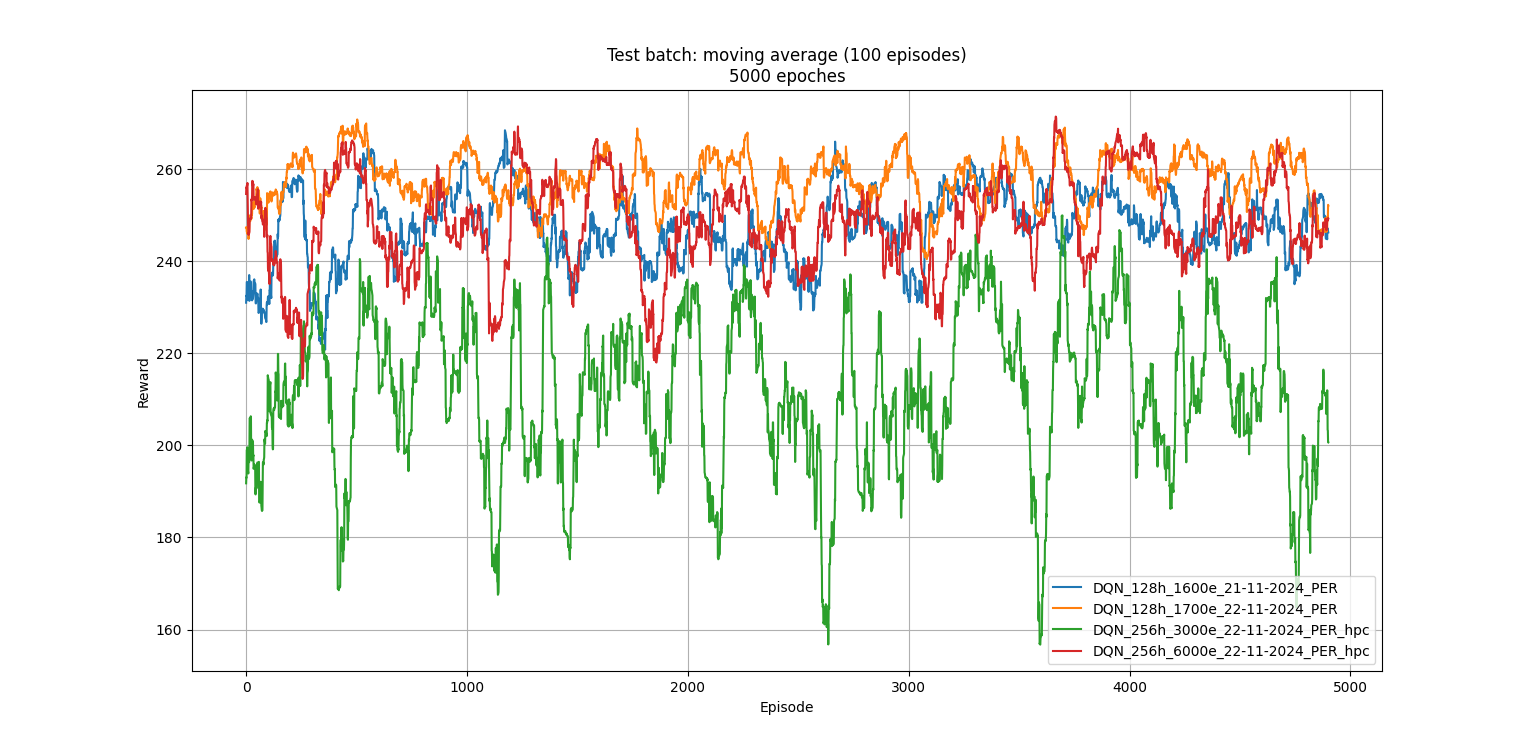 Test batch: moving average (100 episodes)
5000 epoches
Reward
260
240
220
200
180
160
0
1000
2000
3000
4000
5000
Episode
DQN_128h_1600e_21-11-2024_PER
DQN_128h_1700e_22-11-2024_PER
DQN_256h_3000e_22-11-2024_PER_hpc
DQN_256h_6000e_22-11-2024_PER_hpc